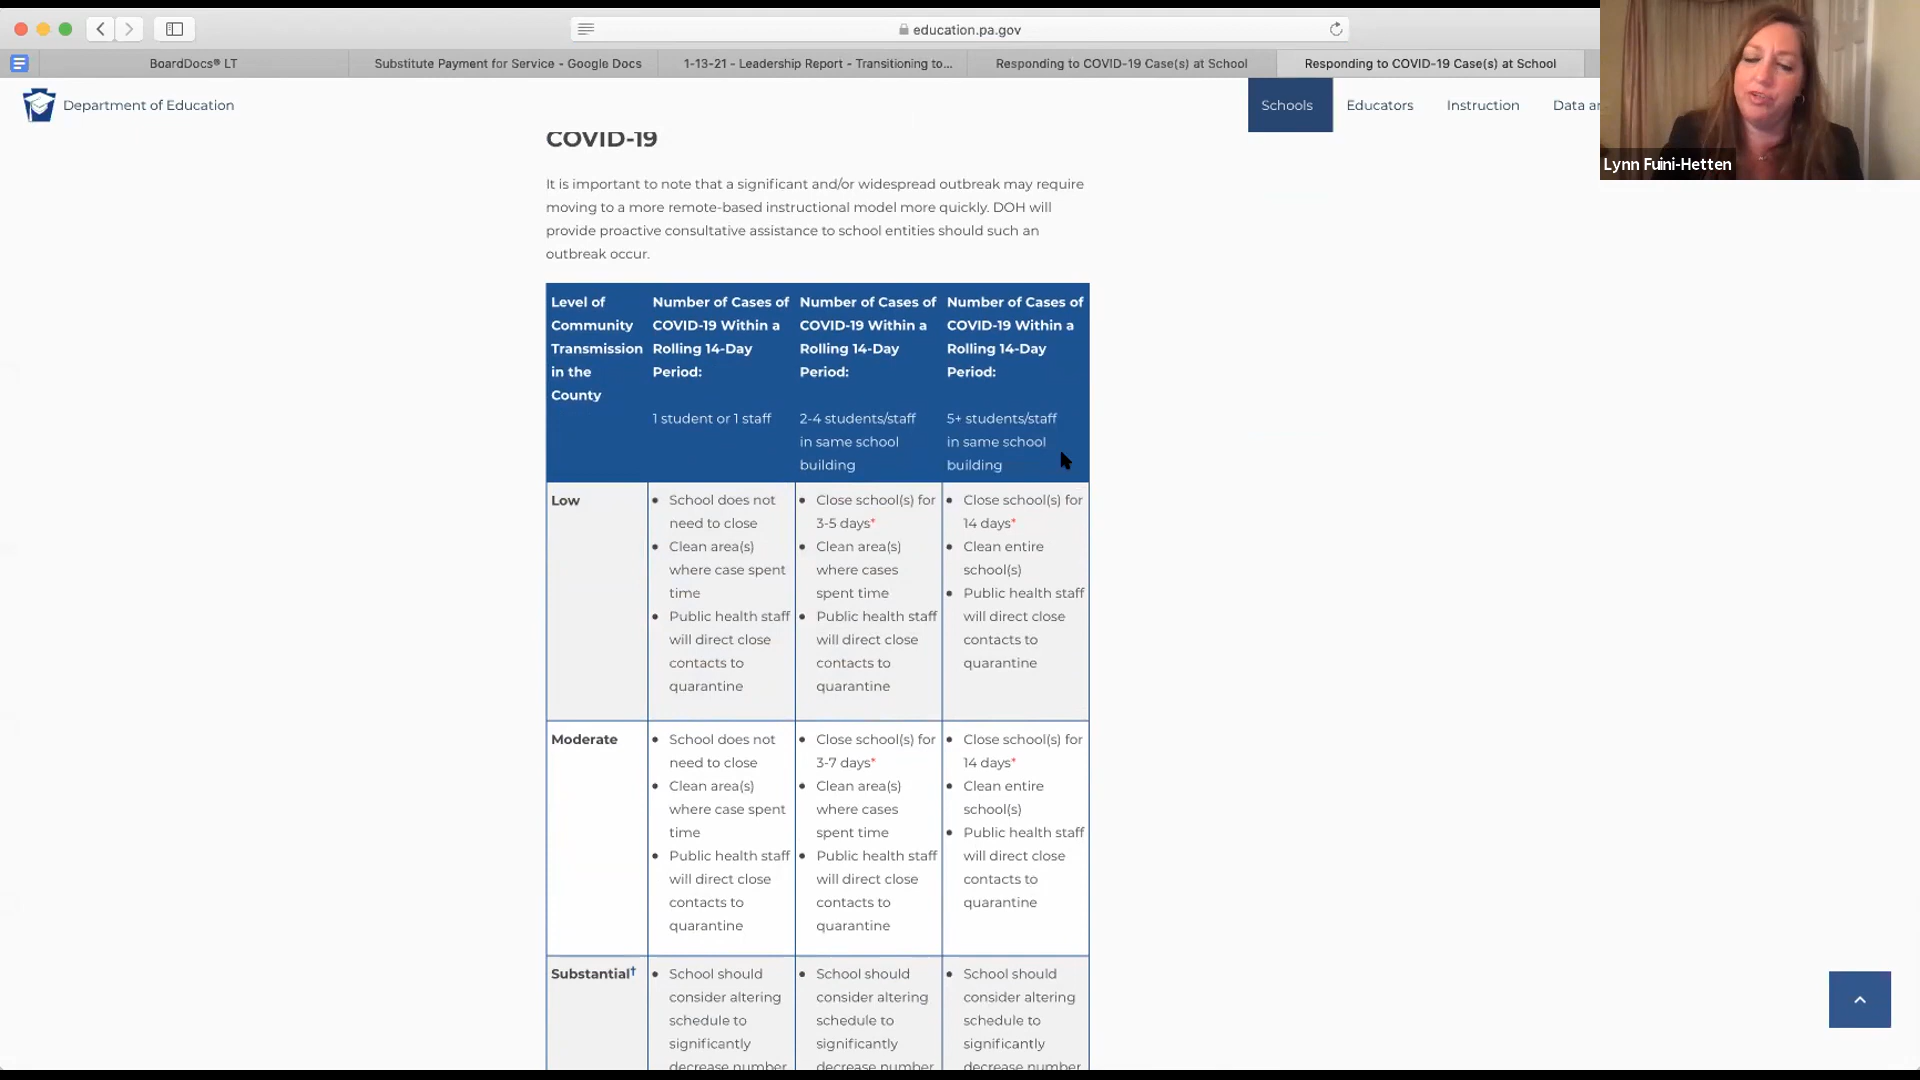 education.pa.gov
BoardDocs® LT
Substitute Payment for Service - Google Docs
1-13-21 - Leadership Report - Transitioning to...
Responding to COVID-19 Case(s) at School
Responding to COVID-19 Case(s) at School
Department of Education
Schools
Educators
Instruction
Data
Lynn Fuini-Hetten
COVID-19
It is important to note that a significant and/or widespread outbreak may require
moving to a more remote-based instructional model more quickly. DOH will
provide proactive consultative assistance to school entities should such an
outbreak occur.
Level of
Community
Transmission
in the
County
Number of Cases of
COVID-19 Within a
Rolling 14-Day
Period:
1 student or 1 staff
Number of Cases of
COVID-19 Within a
Rolling 14-Day
Period:
2-4 students/staff
in same school
building
Number of Cases of
COVID-19 Within a
Rolling 14-Day
Period:
5+ students/staff
in same school
building
Low
• School does not
need to close
• Clean area(s)
where case spent
time
• Public health staff
will direct close
contacts to
quarantine
• Close school(s) for
3-5 days*
• Clean area(s)
where cases
spent time
• Public health staff
will direct close
contacts to
quarantine
• Close school(s) for
14 days*
• Clean entire
school(s)
• Public health staff
will direct close
contacts to
quarantine
Moderate
• School does not
need to close
• Clean area(s)
where case spent
time
• Public health staff
will direct close
contacts to
quarantine
• Close school(s) for
3-7 days*
• Clean area(s)
where cases
spent time
• Public health staff
will direct close
contacts to
quarantine
• Close school(s) for
14 days*
• Clean entire
school(s)
• Public health staff
will direct close
contacts to
quarantine
Substantial†
• School should
consider altering
schedule to
significantly
decrease number
• School should
consider altering
schedule to
significantly
decrease number
• School should
consider altering
schedule to
significantly
decrease number